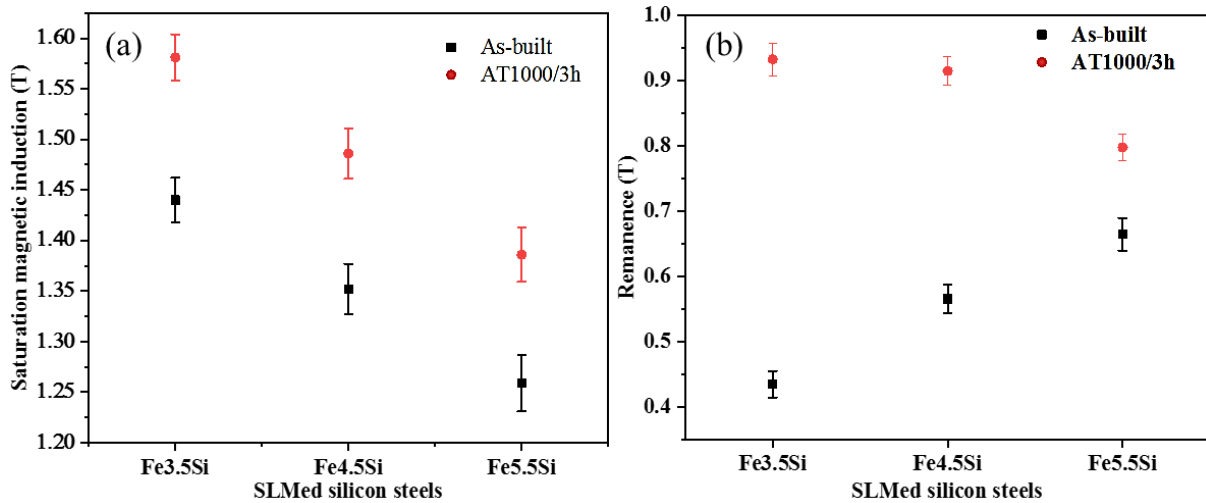 (a)
As-built
AT1000/3h
Saturation magnetic induction (T)
1.60
1.55
1.50
1.45
1.40
1.35
1.30
1.25
1.20
Fe3.5Si Fe4.5Si Fe5.5Si
SLMed silicon steels
(b)
As-built
AT1000/3h
Remanence (T)
1.0
0.9
0.8
0.7
0.6
0.5
0.4
Fe3.5Si Fe4.5Si Fe5.5Si
SLMed silicon steels